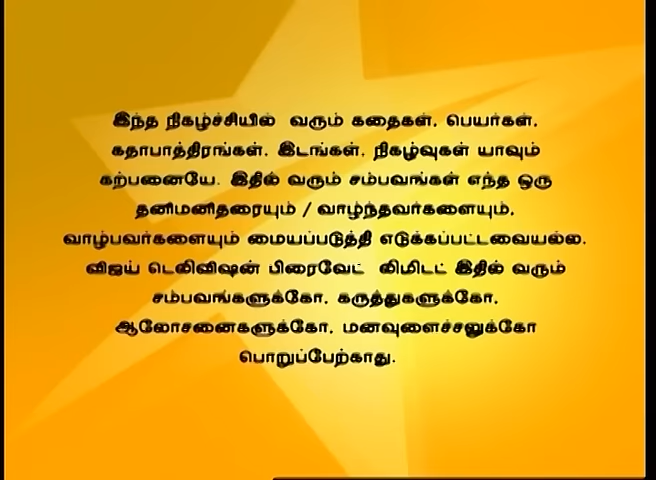 இந்த நிகழ்ச்சியில் வரும் கதைகள், பெயர்கள்,
கதாபாத்திரங்கள், இடங்கள், நிகழ்வுகள் யாவும்
கற்பனையே. இதில் வரும் சம்பவங்கள் எந்த ஒரு
தனிமனிதரையும் / வாழ்ந்தவர்களையும்,
வாழ்பவர்களையும் மையப்படுத்தி எடுக்கப்பட்டவையல்ல.
விஜய் டெலிவிஷன் பிரைவேட் லிமிடட் இதில் வரும்
சம்பவங்களுக்கோ, கருத்துகளுக்கோ,
ஆலோசனைகளுக்கோ, மனவுளைச்சலுக்கோ
பொறுப்பேற்காது.